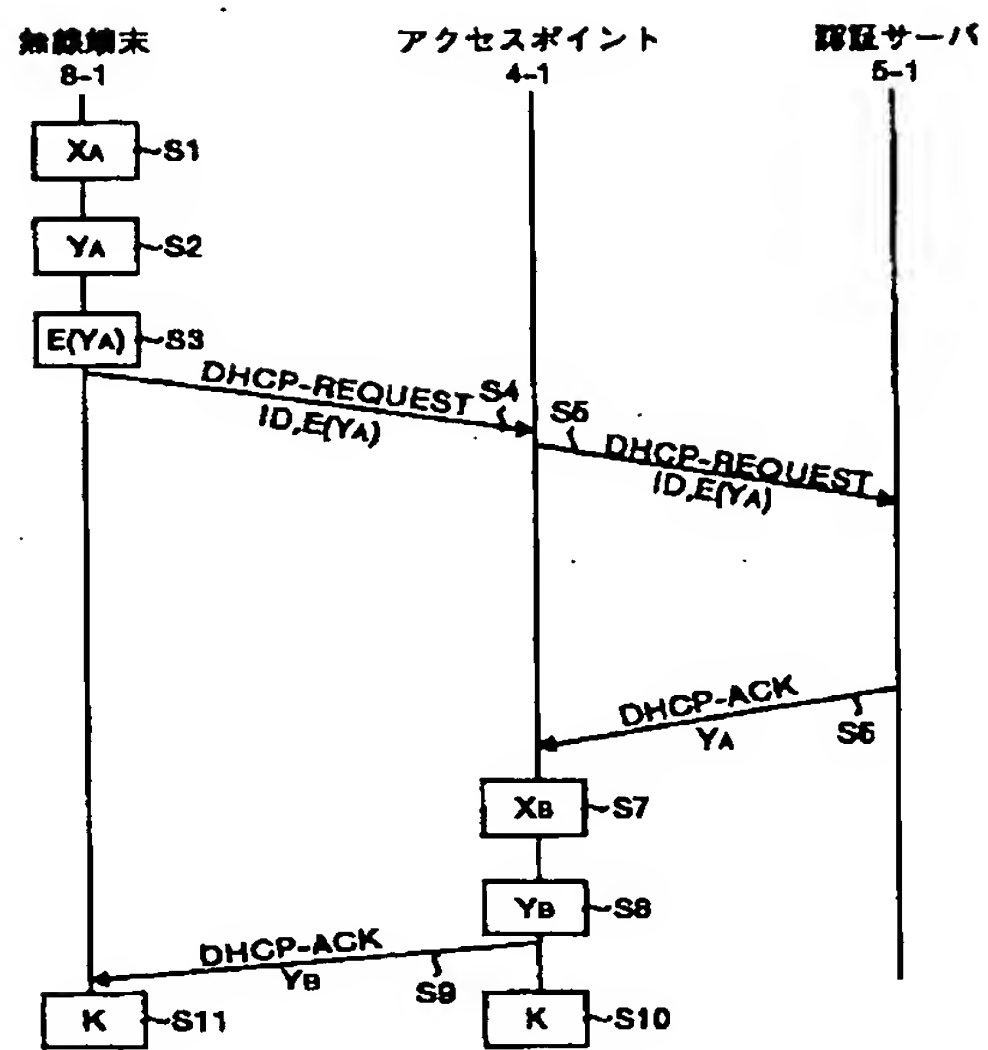 無線端末
アクセスポイント
認証サーバ
8-1
4-1
5-1
XA
S1
YA
S2
E(YA)
S3
DHCP-REQUEST
S4
ID,E(YA)
S5
DHCP-REQUEST
ID,E(YA)
DHCP-ACK
YA
S6
XB
S7
YB
S8
DHCP-ACK
YB
S9
K
S11
K
S10